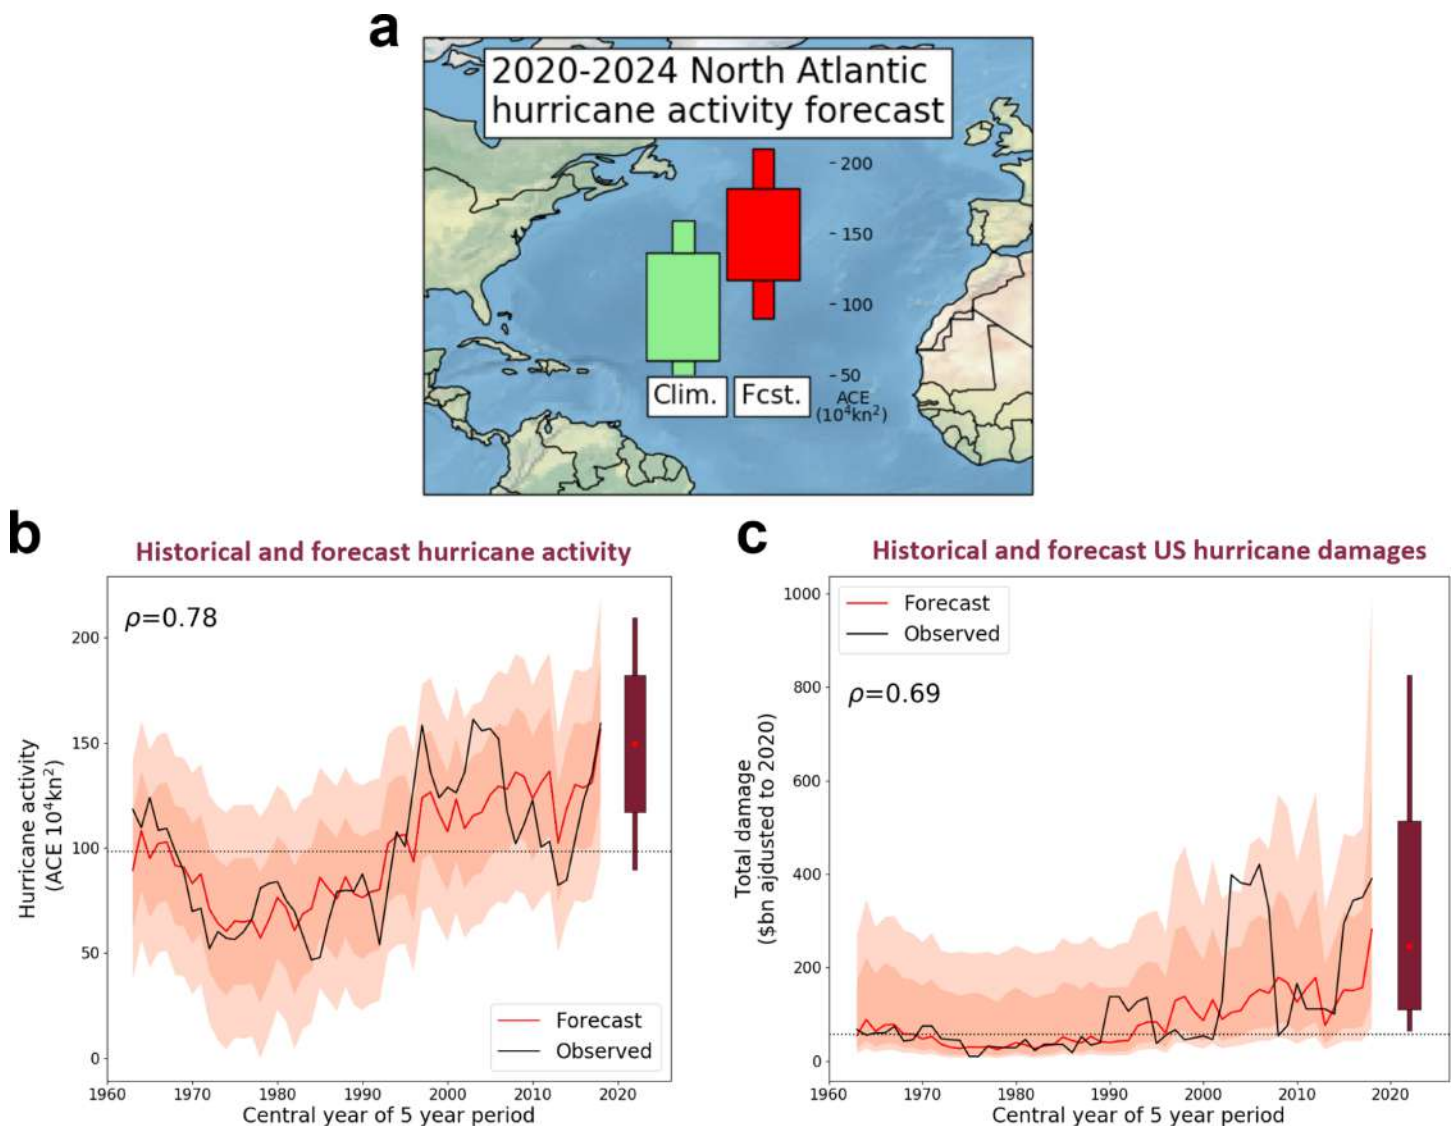 a
2020-2024 North Atlantic
hurricane activity forecast
- 200
- 150
- 100
- 50
Clim.
Fcst.
ACE
(10⁴kn²)
b
Historical and forecast hurricane activity
ρ=0.78
200
150
100
50
0
Hurricane activity
(ACE 10⁴kn²)
Forecast
Observed
1960 1970 1980 1990 2000 2010 2020
Central year of 5 year period
c
Historical and forecast US hurricane damages
Forecast
Observed
ρ=0.69
1000
800
600
400
200
0
Total damage
($bn ajdusted to 2020)
1960 1970 1980 1990 2000 2010 2020
Central year of 5 year period